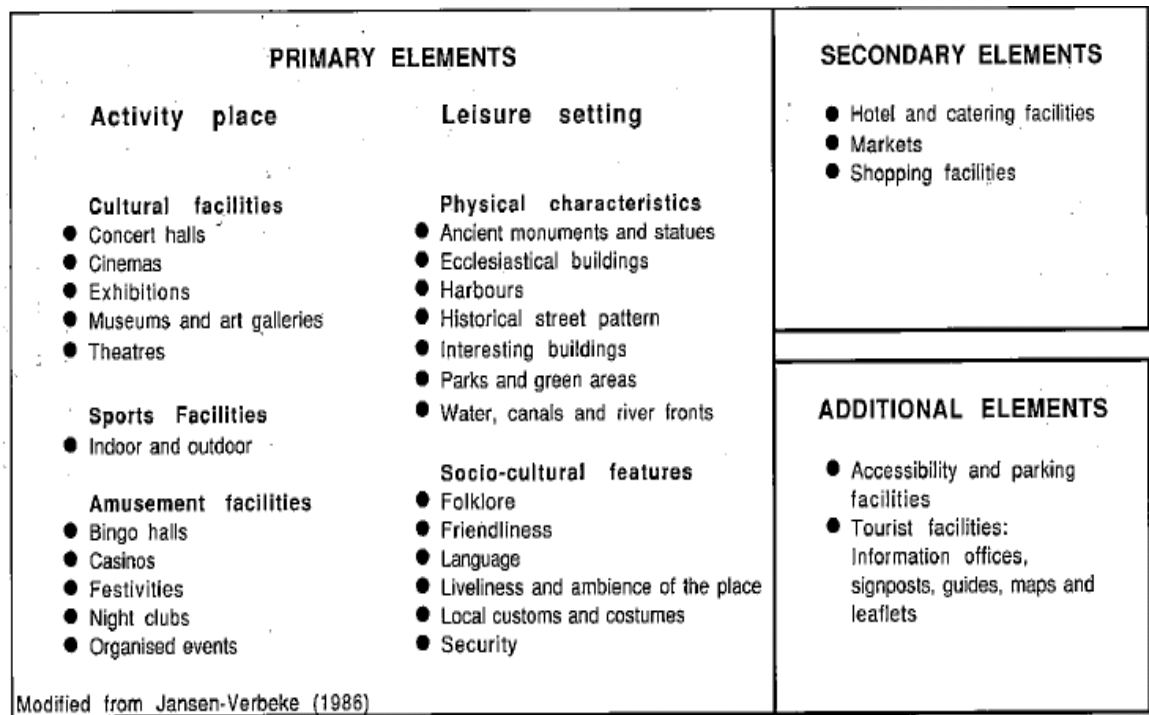 PRIMARY ELEMENTS
Activity place
Cultural facilities
● Concert halls
● Cinemas
● Exhibitions
● Museums and art galleries
● Theatres
Sports Facilities
● Indoor and outdoor
Amusement facilities
● Bingo halls
● Casinos
● Festivities
● Night clubs
● Organised events
Leisure setting
Physical characteristics
● Ancient monuments and statues
● Ecclesiastical buildings
● Harbours
● Historical street pattern
● Interesting buildings
● Parks and green areas
● Water, canals and river fronts
Socio-cultural features
● Folklore
● Friendliness
● Language
● Liveliness and ambience of the place
● Local customs and costumes
● Security
SECONDARY ELEMENTS
● Hotel and catering facilities
● Markets
● Shopping facilities
ADDITIONAL ELEMENTS
● Accessibility and parking
facilities
● Tourist facilities:
Information offices,
signposts, guides, maps and
leaflets
Modified from Jansen-Verbeke (1986)